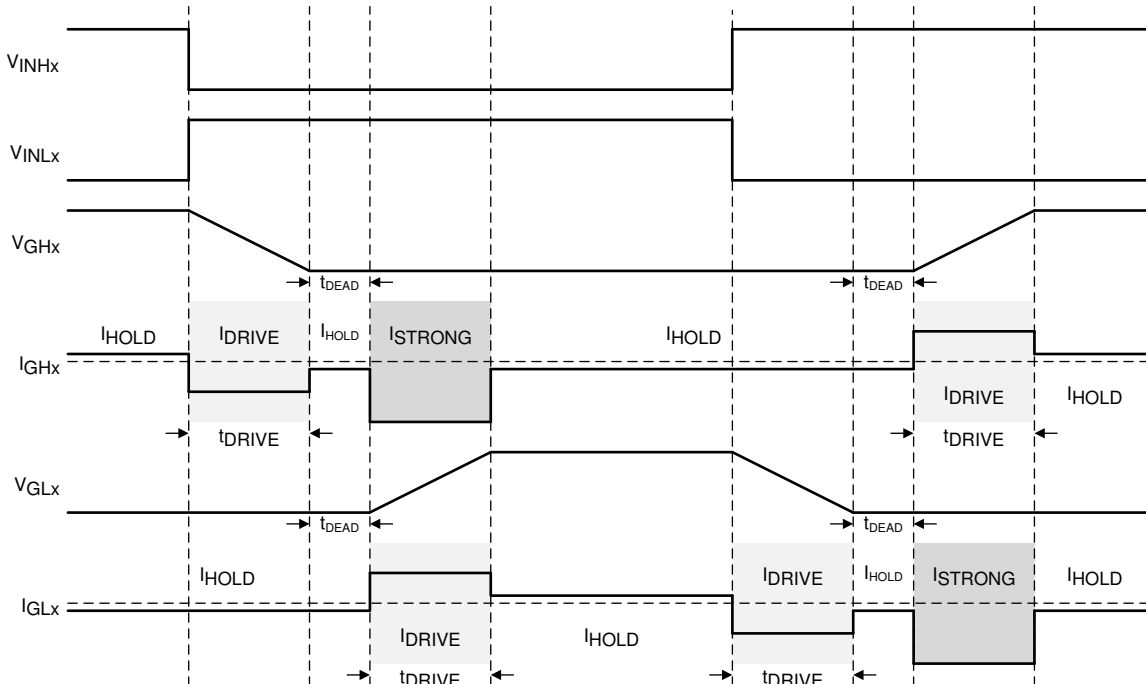 VINHx
VINLx
VGHx
tDEAD
tDEAD
IHOLD
IDRIVE
IHOLD
ISTRONG
IHOLD
IGHx
IDRIVE
IHOLD
tDRIVE
tDRIVE
VGLx
tDEAD
tDEAD
IHOLD
IDRIVE
IHOLD
ISTRONG
IHOLD
IGLx
IDRIVE
IHOLD
tDRIVE
tDRIVE
tDRIVE